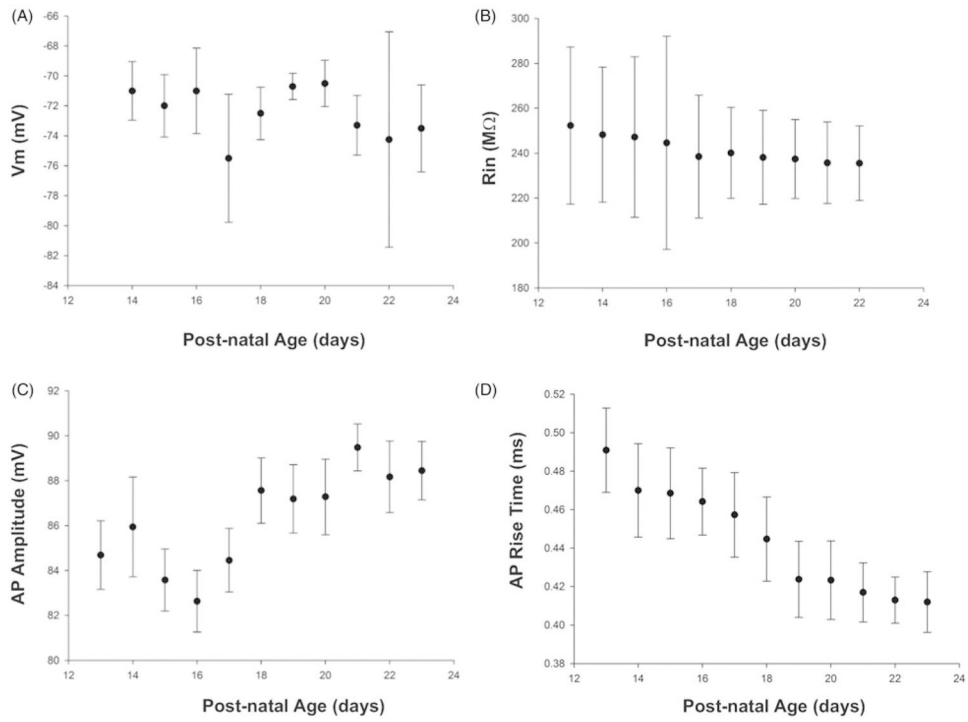 (A)
-66
-68
-70
-72
-74
-76
-78
-80
-82
-84
Vm (mV)
12 14 16 18 20 22 24
Post-natal Age (days)
(B)
300
280
260
240
220
200
180
Rin (MΩ)
12 14 16 18 20 22 24
Post-natal Age (days)
(C)
92
90
88
86
84
82
80
AP Amplitude (mV)
12 14 16 18 20 22 24
Post-natal Age (days)
(D)
0.52
0.50
0.48
0.46
0.44
0.42
0.40
0.38
AP Rise Time (ms)
12 14 16 18 20 22 24
Post-natal Age (days)